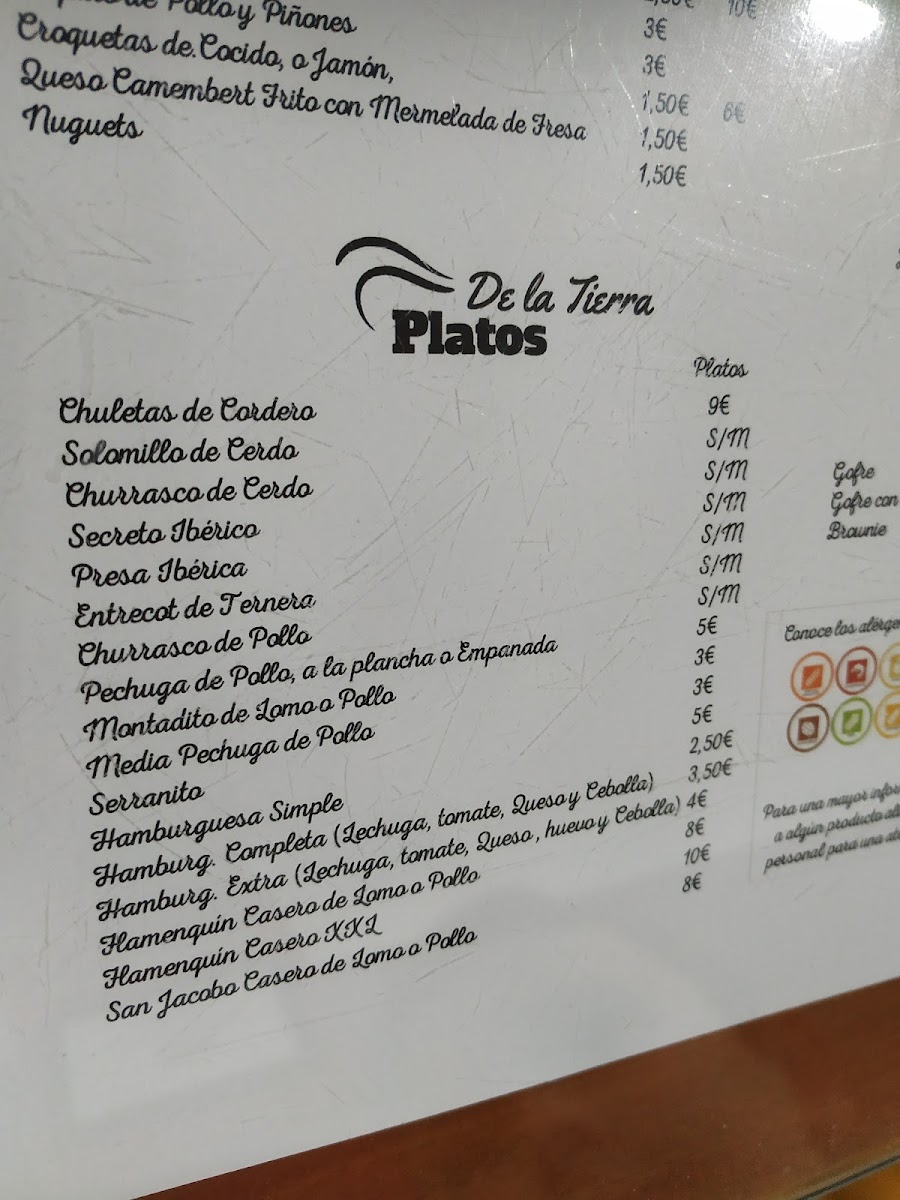 de Pollo y Piñones 3€
10€
3€
Croquetas de Cocido, o Jamón, 1,50€ 6€
Queso Camembert Frito con Mermelada de Fresa 1,50€
Nuguets 1,50€
De la Tierra
Platos
Platos
Chuletas de Cordero 9€
Solomillo de Cerdo S/M
Churrasco de Cerdo S/M
Secreto Ibérico S/M
Presa Ibérica S/M
Entrecot de Ternera S/M
Churrasco de Pollo S/M
Pechuga de Pollo, a la plancha o Empanada 5€
Montadito de Lomo o Pollo 3€
Media Pechuga de Pollo 3€
Serranito 5€
Hamburguesa Simple 2,50€
Hamburg. Completa (Lechuga, tomate, Queso y Cebolla) 3,50€
Hamburg. Extra (Lechuga, tomate, Queso, huevo y Cebolla) 4€
Flamenquín Casero de Lomo o Pollo 8€
Flamenquín Casero XXL 10€
San Jacobo Casero de Lomo o Pollo 8€
Gofre
Gofre con
Brownie
Conoce los alérge
Para una mayor infor
a algún producto al
personal para una ate